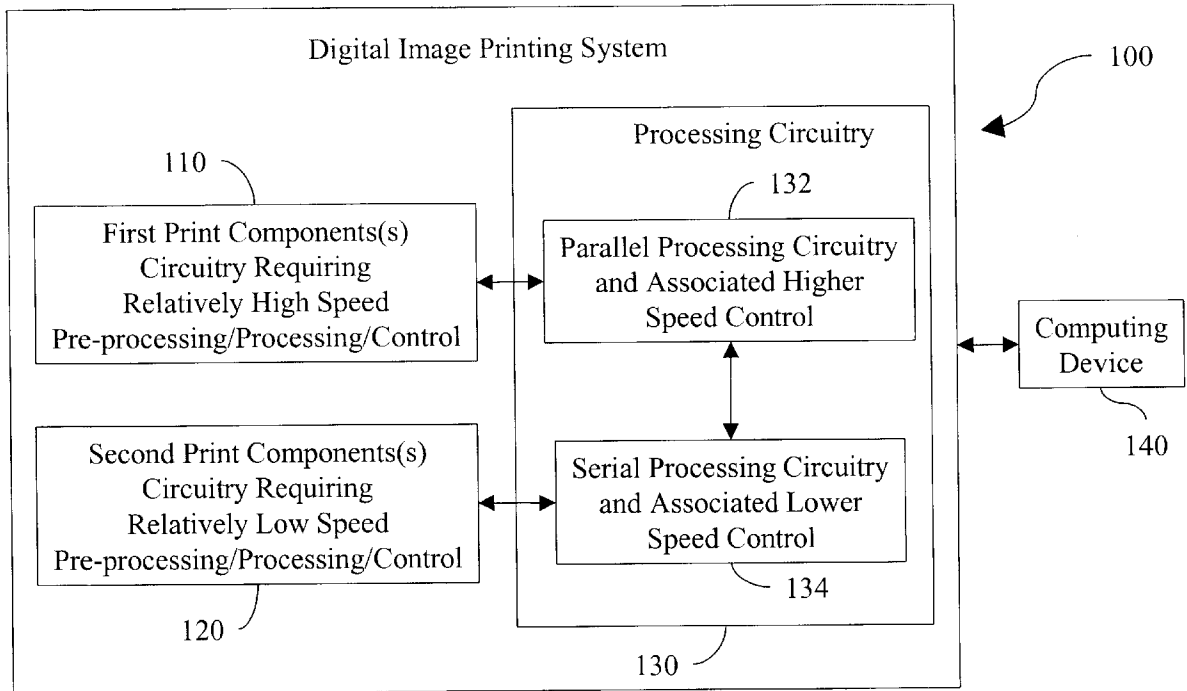 Digital Image Printing System
100
Processing Circuitry
110
132
First Print Components(s)
Circuitry Requiring
Relatively High Speed
Pre-processing/Processing/Control
Parallel Processing Circuitry
and Associated Higher
Speed Control
Computing
Device
140
Second Print Components(s)
Circuitry Requiring
Relatively Low Speed
Pre-processing/Processing/Control
Serial Processing Circuitry
and Associated Lower
Speed Control
134
120
130